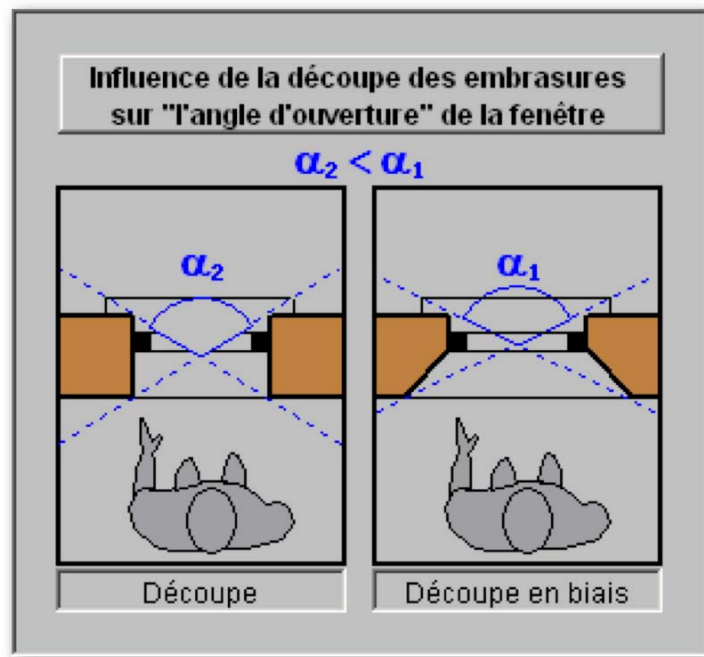 Influence de la découpe des embrasures
sur "l'angle d'ouverture" de la fenêtre
α₂ < α₁
α₂
α₁
Découpe
Découpe en biais